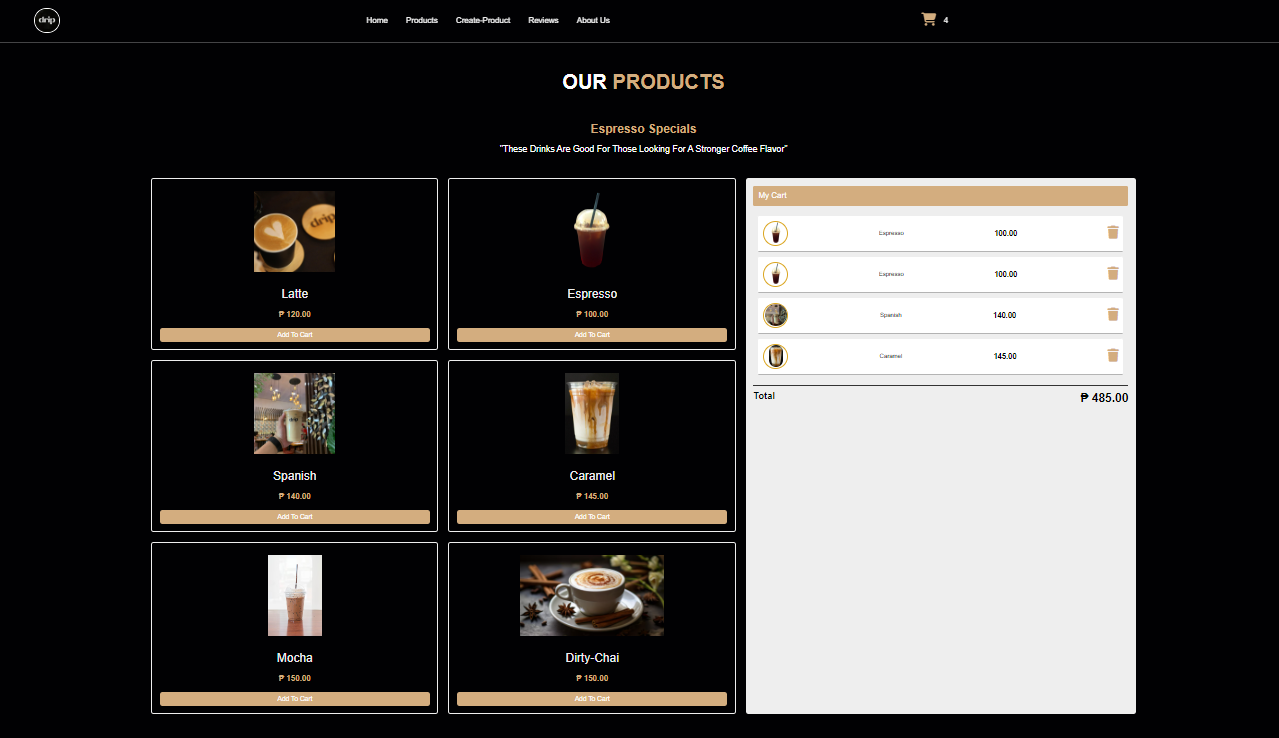 drip
Home Products Create-Product Reviews About Us
4
OUR PRODUCTS
Espresso Specials
"These Drinks Are Good For Those Looking For A Stronger Coffee Flavor"
drip
Latte
₱ 120.00
Add To Cart
Espresso
₱ 100.00
Add To Cart
Spanish
₱ 140.00
Add To Cart
Caramel
₱ 145.00
Add To Cart
Mocha
₱ 150.00
Add To Cart
Dirty-Chai
₱ 150.00
Add To Cart
My Cart
Espresso 100.00
Espresso 100.00
Spanish 140.00
Caramel 145.00
Total ₱ 485.00